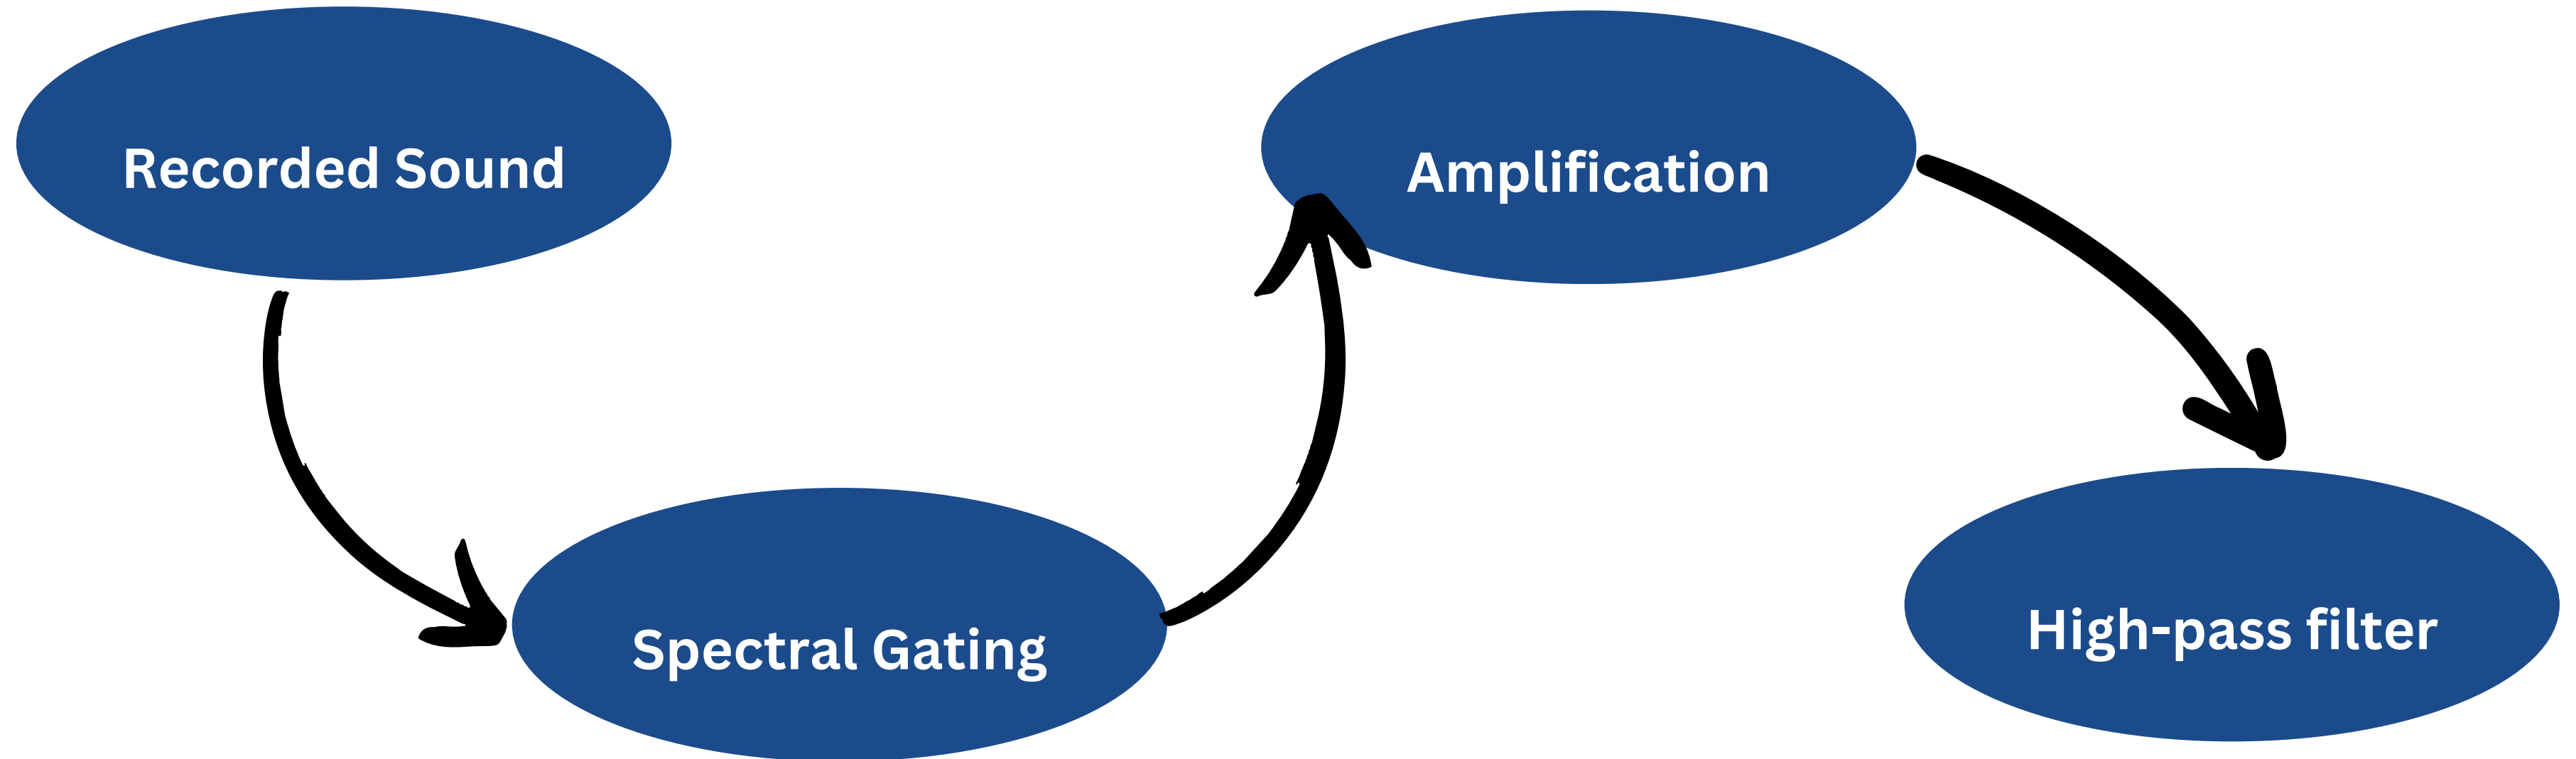 Recorded Sound
Spectral Gating
Amplification
High-pass filter